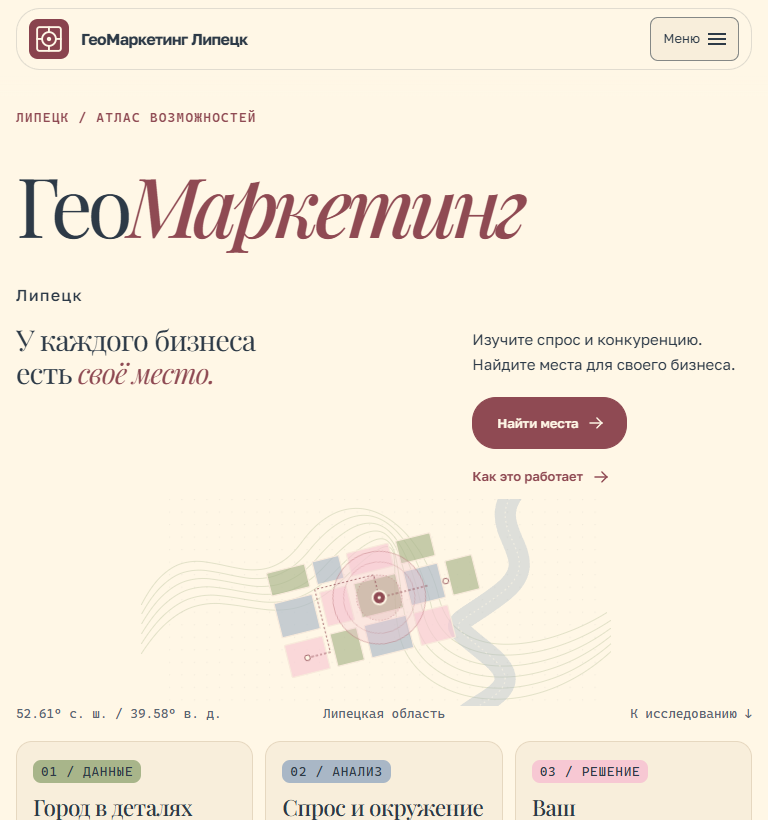 ГеоМаркетинг Липецк
Меню
ЛИПЕЦК / АТЛАС ВОЗМОЖНОСТЕЙ
ГеоМаркетинг
Липецк
У каждого бизнеса
есть своё место.
Изучите спрос и конкуренцию.
Найдите места для своего бизнеса.
Найти места →
Как это работает →
52.61° с. ш. / 39.58° в. д.
Липецкая область
К исследованию ↓
01 / ДАННЫЕ
Город в деталях
02 / АНАЛИЗ
Спрос и окружение
03 / РЕШЕНИЕ
Ваш